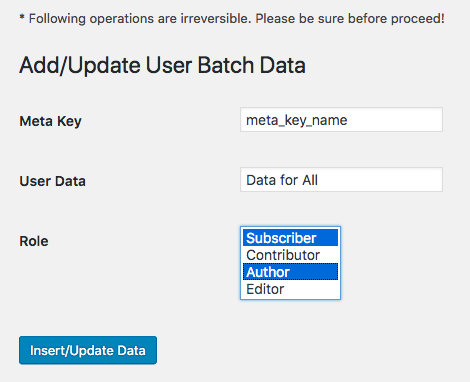 * Following operations are irreversible. Please be sure before proceed!
Add/Update User Batch Data
Meta Key
meta_key_name
User Data
Data for All
Role
Subscriber
Contributor
Author
Editor
Insert/Update Data